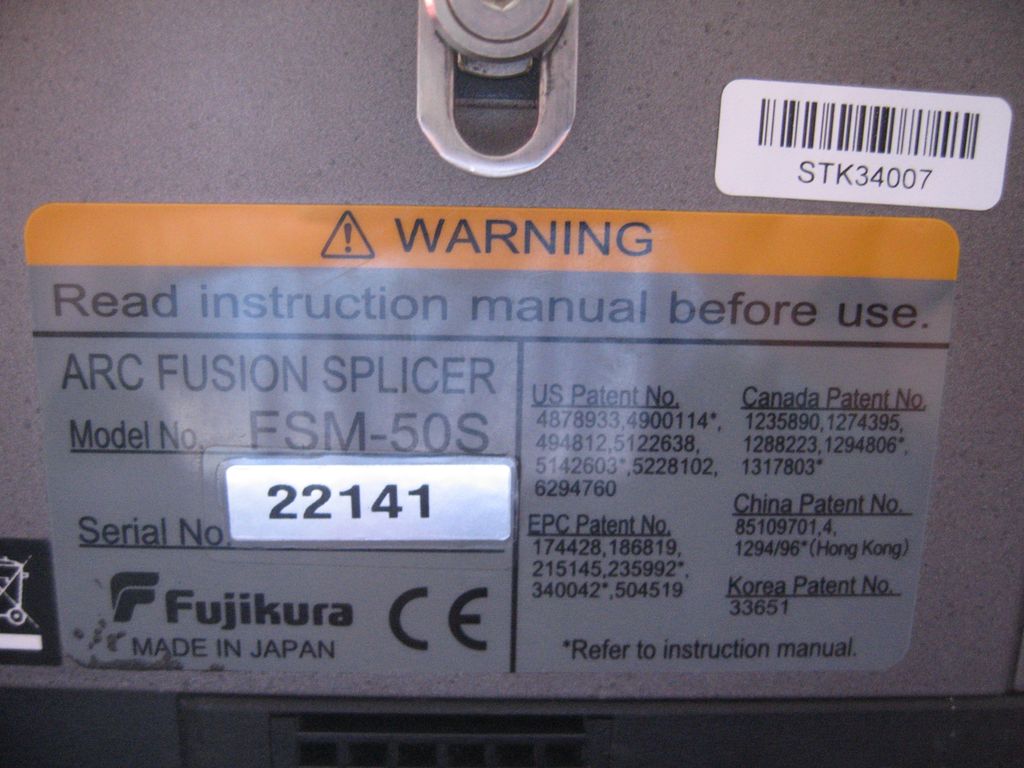 STK34007
WARNING
Read instruction manual before use.
ARC FUSION SPLICER
Model No. FSM-50S
Serial No. 22141
Fujikura
MADE IN JAPAN
CE
US Patent No.
4878933,4900114*,
494812,5122638,
5142603*,5228102,
6294760
EPC Patent No.
174428,186819,
215145,235992*,
340042*,504519
Canada Patent No.
1235890,1274395,
1288223,1294806*,
1317803*
China Patent No.
85109701,4,
1294/96*(Hong Kong)
Korea Patent No.
33651
*Refer to instruction manual.